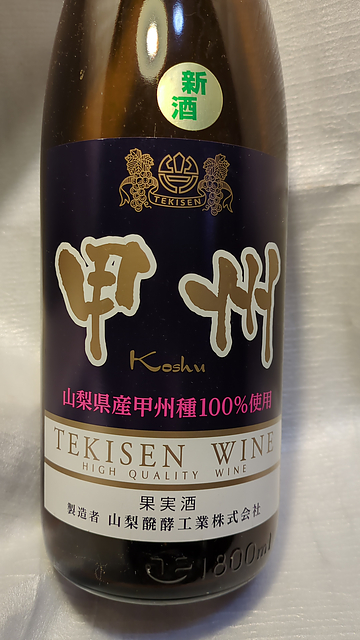 新酒
TEKISEN
甲州
Koshu
山梨県産甲州種100%使用
TEKISEN WINE
HIGH QUALITY WINE
果実酒
製造者 山梨醗酵工業株式会社
1800ml